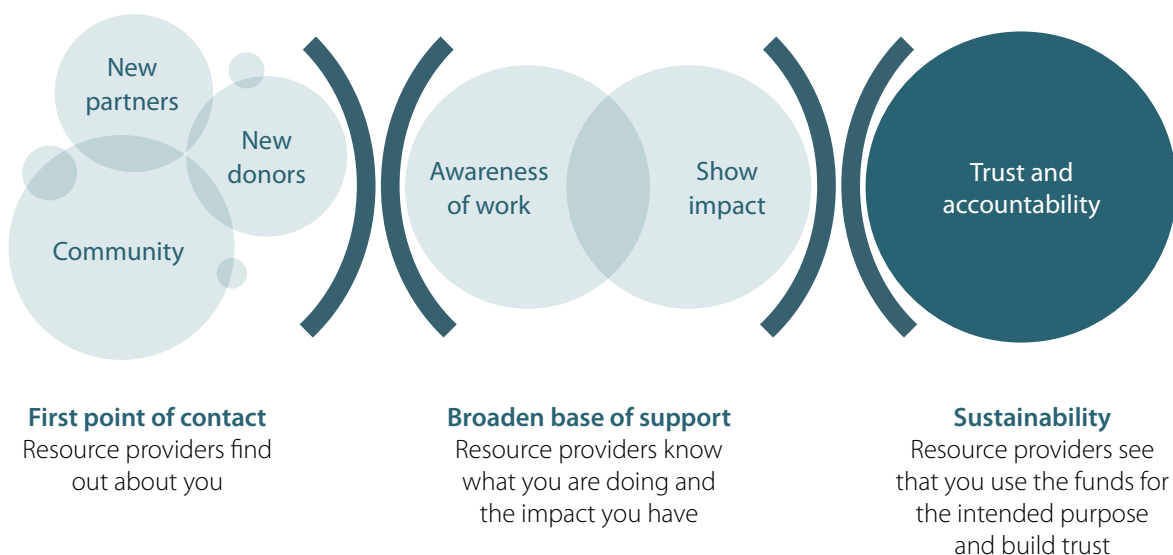 New
partners
New
donors
Community
Awareness
of work
Show
impact
Trust and
accountability
First point of contact
Resource providers find
out about you
Broaden base of support
Resource providers know
what you are doing and
the impact you have
Sustainability
Resource providers see
that you use the funds for
the intended purpose
and build trust